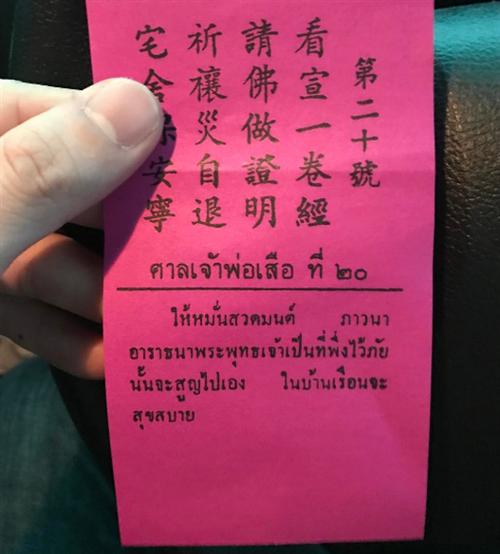 第二十號
看宣一卷經
請佛做證明
祈禳災自退
宅舍安寧
ศาลเจ้าพ่อเสือ ที่ ๒๐
ให้หมั่นสวดมนต์ ภาวนา
อาราธนาพระพุทธเจ้าเป็นที่พึ่งไว้ภัย
นั้นจะสูญไปเอง ในบ้านเรือนจะ
สุขสบาย